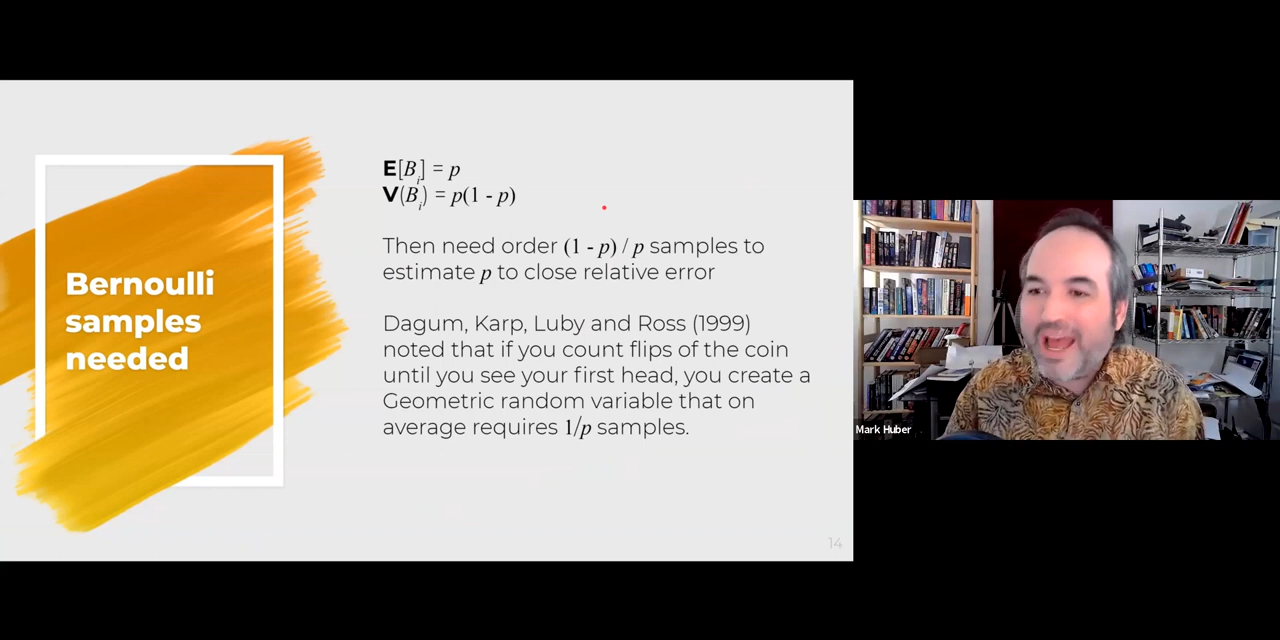 Bernoulli
samples
needed
E[B_i] = p
V(B_i) = p(1 - p)
Then need order (1 - p) / p samples to
estimate p to close relative error
Dagum, Karp, Luby and Ross (1999)
noted that if you count flips of the coin
until you see your first head, you create a
Geometric random variable that on
average requires 1/p samples.
14
Mark Huber